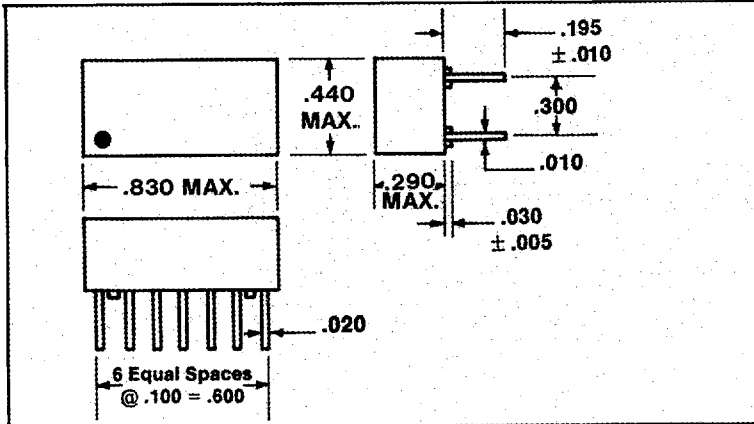 .195
± .010
.440
MAX.
.300
.010
.830 MAX.
.290
MAX.
.030
± .005
.020
6 Equal Spaces
@ .100 = .600